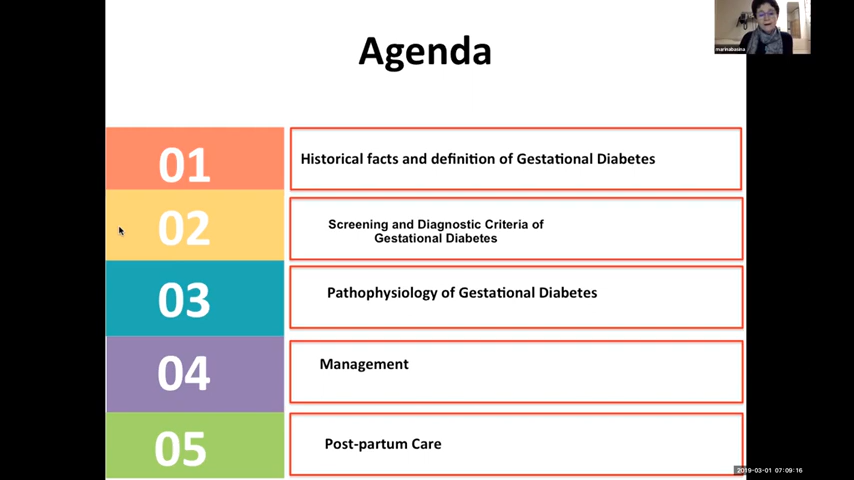 Agenda
marinabasina
01
Historical facts and definition of Gestational Diabetes
02
Screening and Diagnostic Criteria of
Gestational Diabetes
03
Pathophysiology of Gestational Diabetes
04
Management
05
Post-partum Care
2019-03-01 07:09:16